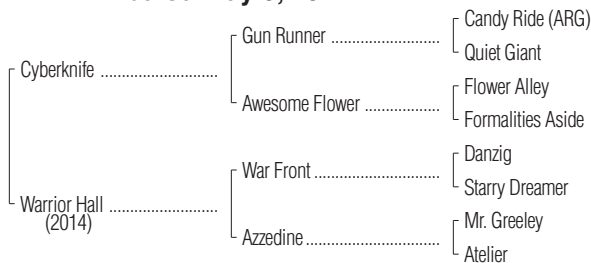 Candy Ride (ARG)
Gun Runner
Quiet Giant
Cyberknife
Flower Alley
Awesome Flower
Formalities Aside
Danzig
War Front
Starry Dreamer
Warrior Hall
(2014)
Mr. Greeley
Azzedine
Atelier